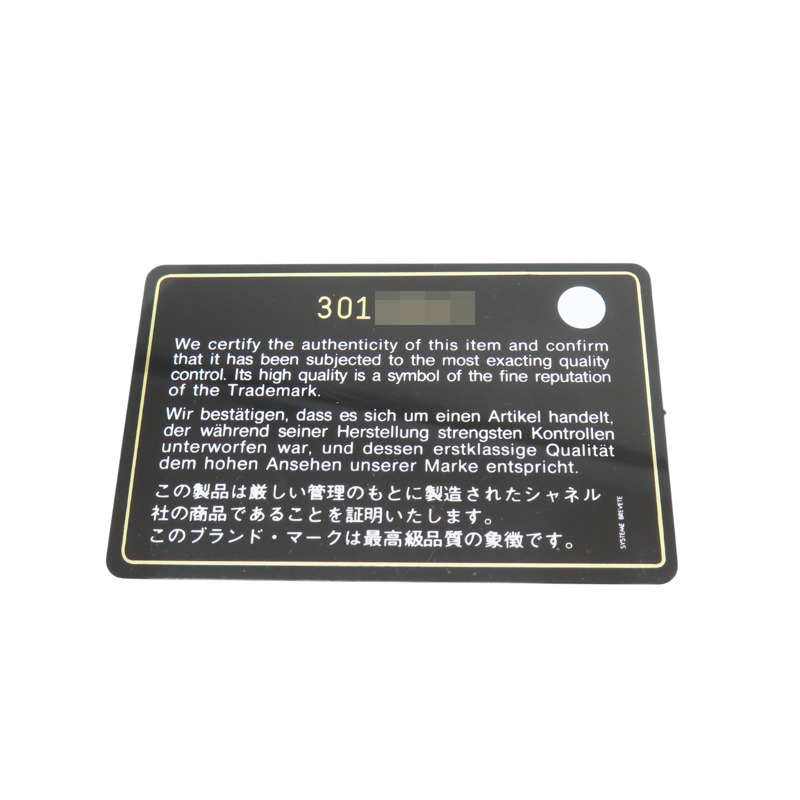 301
We certify the authenticity of this item and confirm
that it has been subjected to the most exacting quality
control. Its high quality is a symbol of the fine reputation
of the Trademark.
Wir bestätigen, dass es sich um einen Artikel handelt,
der während seiner Herstellung strengsten Kontrollen
unterworfen war, und dessen erstklassige Qualität
dem hohen Ansehen unserer Marke entspricht.
この製品は厳しい管理のもとに製造されたシャネル
社の商品であることを証明いたします。
このブランド・マークは最高級品質の象徴です。
SYSTEME BREVETE